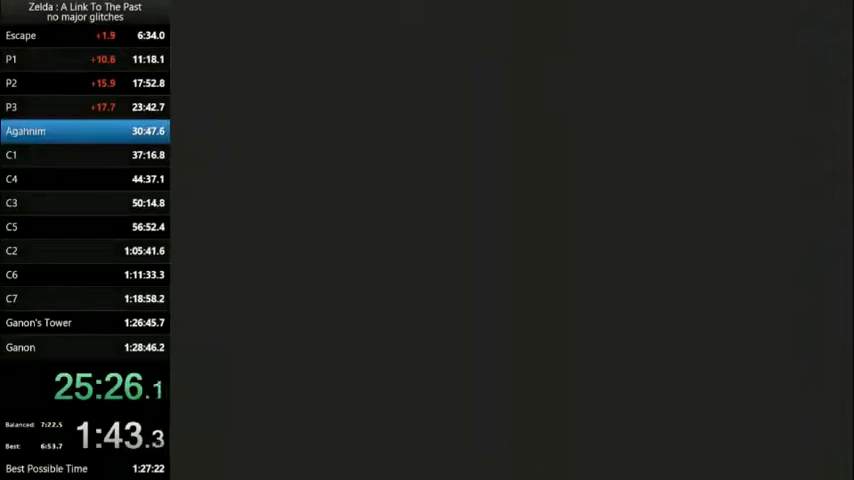 Zelda : A Link To The Past
no major glitches
Escape +1.9 6:34.0
P1 +10.6 11:18.1
P2 +15.9 17:52.8
P3 +17.7 23:42.7
Agahnim 30:47.6
C1 37:16.8
C4 44:37.1
C3 50:14.8
C5 56:52.4
C2 1:05:41.6
C6 1:11:33.3
C7 1:18:58.2
Ganon's Tower 1:26:45.7
Ganon 1:28:46.2
25:26.1
Balanced: 7:22.5
1:43.3
Best: 6:53.7
Best Possible Time 1:27:22